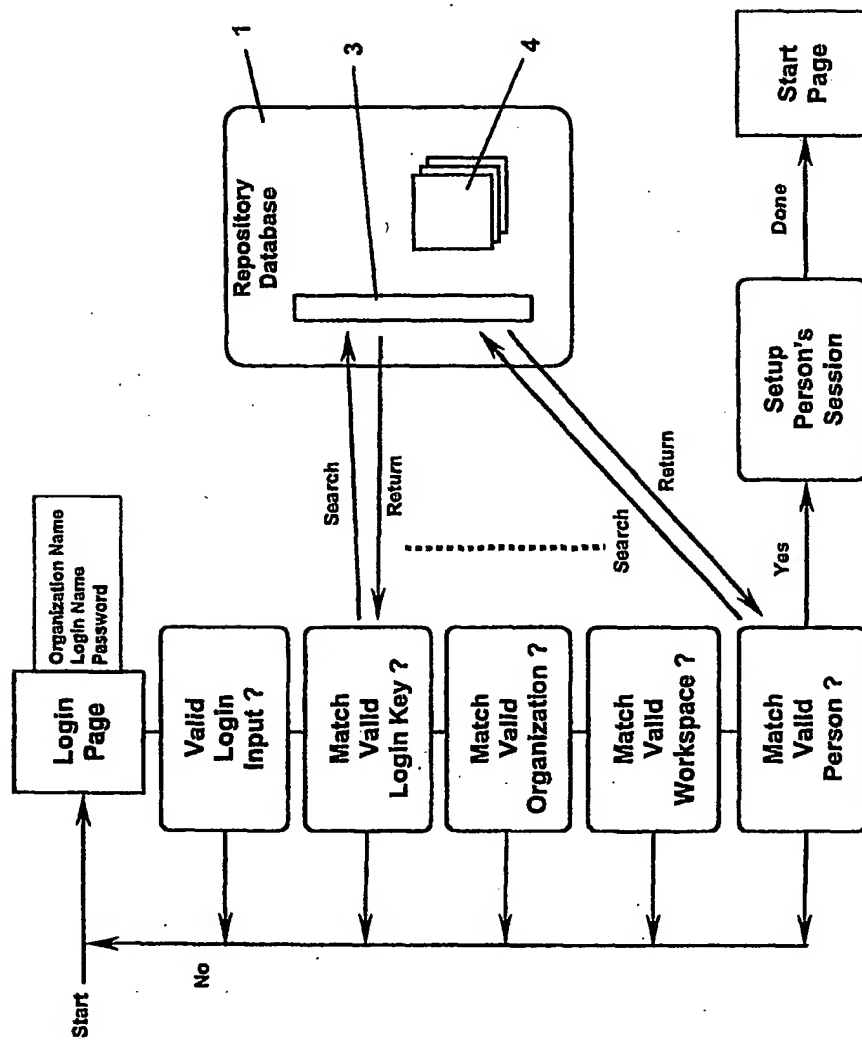 Start
Login
Page
Organization Name
Login Name
Password
No
Valid
Login
Input ?
Match
Valid
Login Key ?
Search
Return
Match
Valid
Organization ?
Match
Valid
Workspace ?
Search
Return
Match
Valid
Person ?
Yes
Setup
Person's
Session
Done
Start
Page
Repository
Database
1
3
4